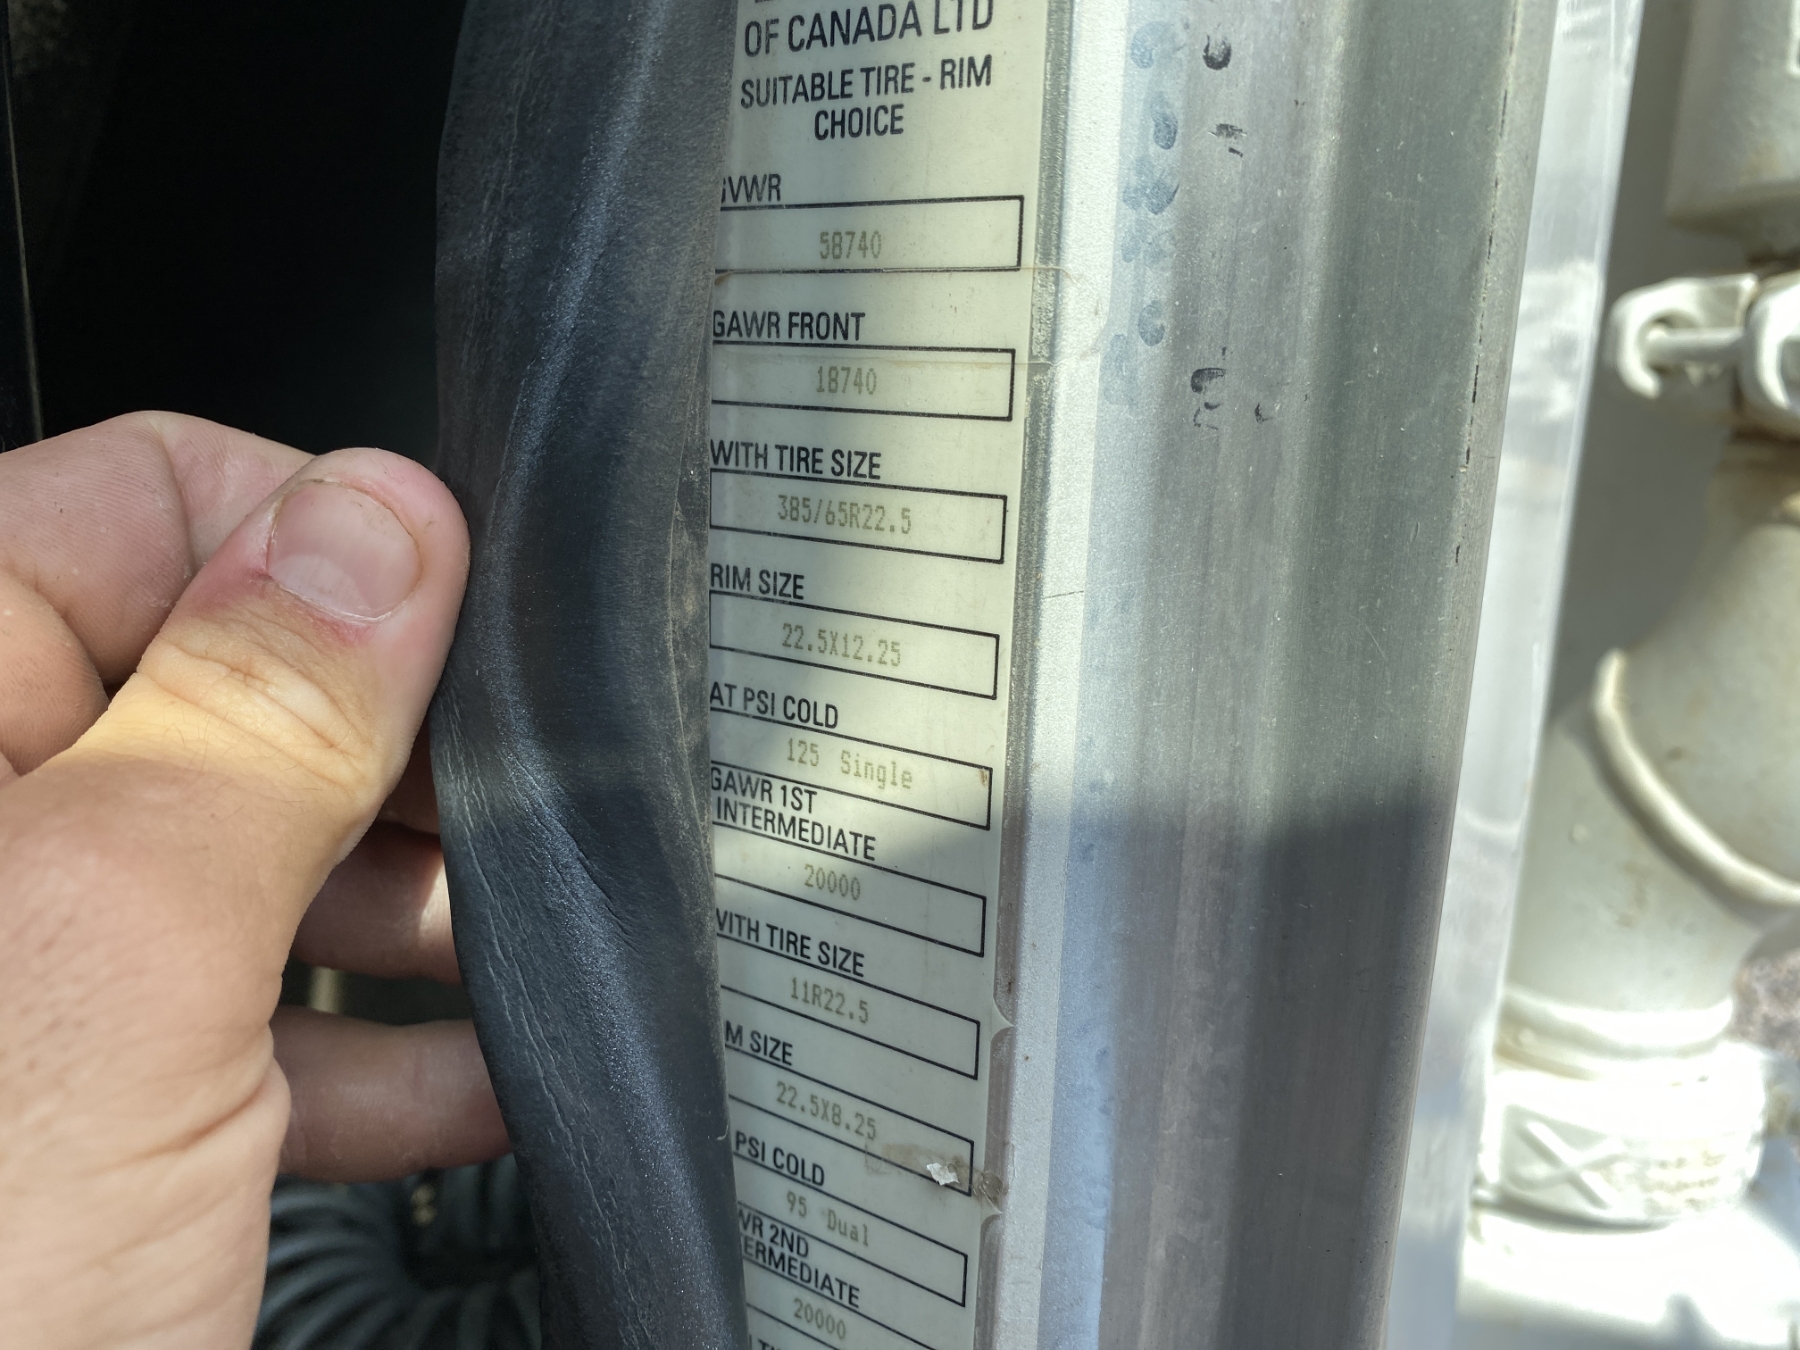 OF CANADA LTD
SUITABLE TIRE - RIM
CHOICE
GVWR
58740
GAWR FRONT
18740
WITH TIRE SIZE
385/65R22.5
RIM SIZE
22.5X12.25
AT PSI COLD
125 Single
GAWR 1ST
INTERMEDIATE
20000
WITH TIRE SIZE
11R22.5
M SIZE
22.5X8.25
PSI COLD
95 Dual
WR 2ND
ERMEDIATE
20000